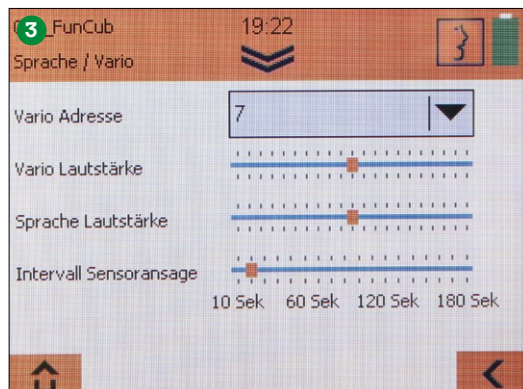 3
_FunCub 19:22
Sprache / Vario
Vario Adresse 7
Vario Lautstärke
Sprache Lautstärke
Intervall Sensoransage
10 Sek 60 Sek 120 Sek 180 Sek